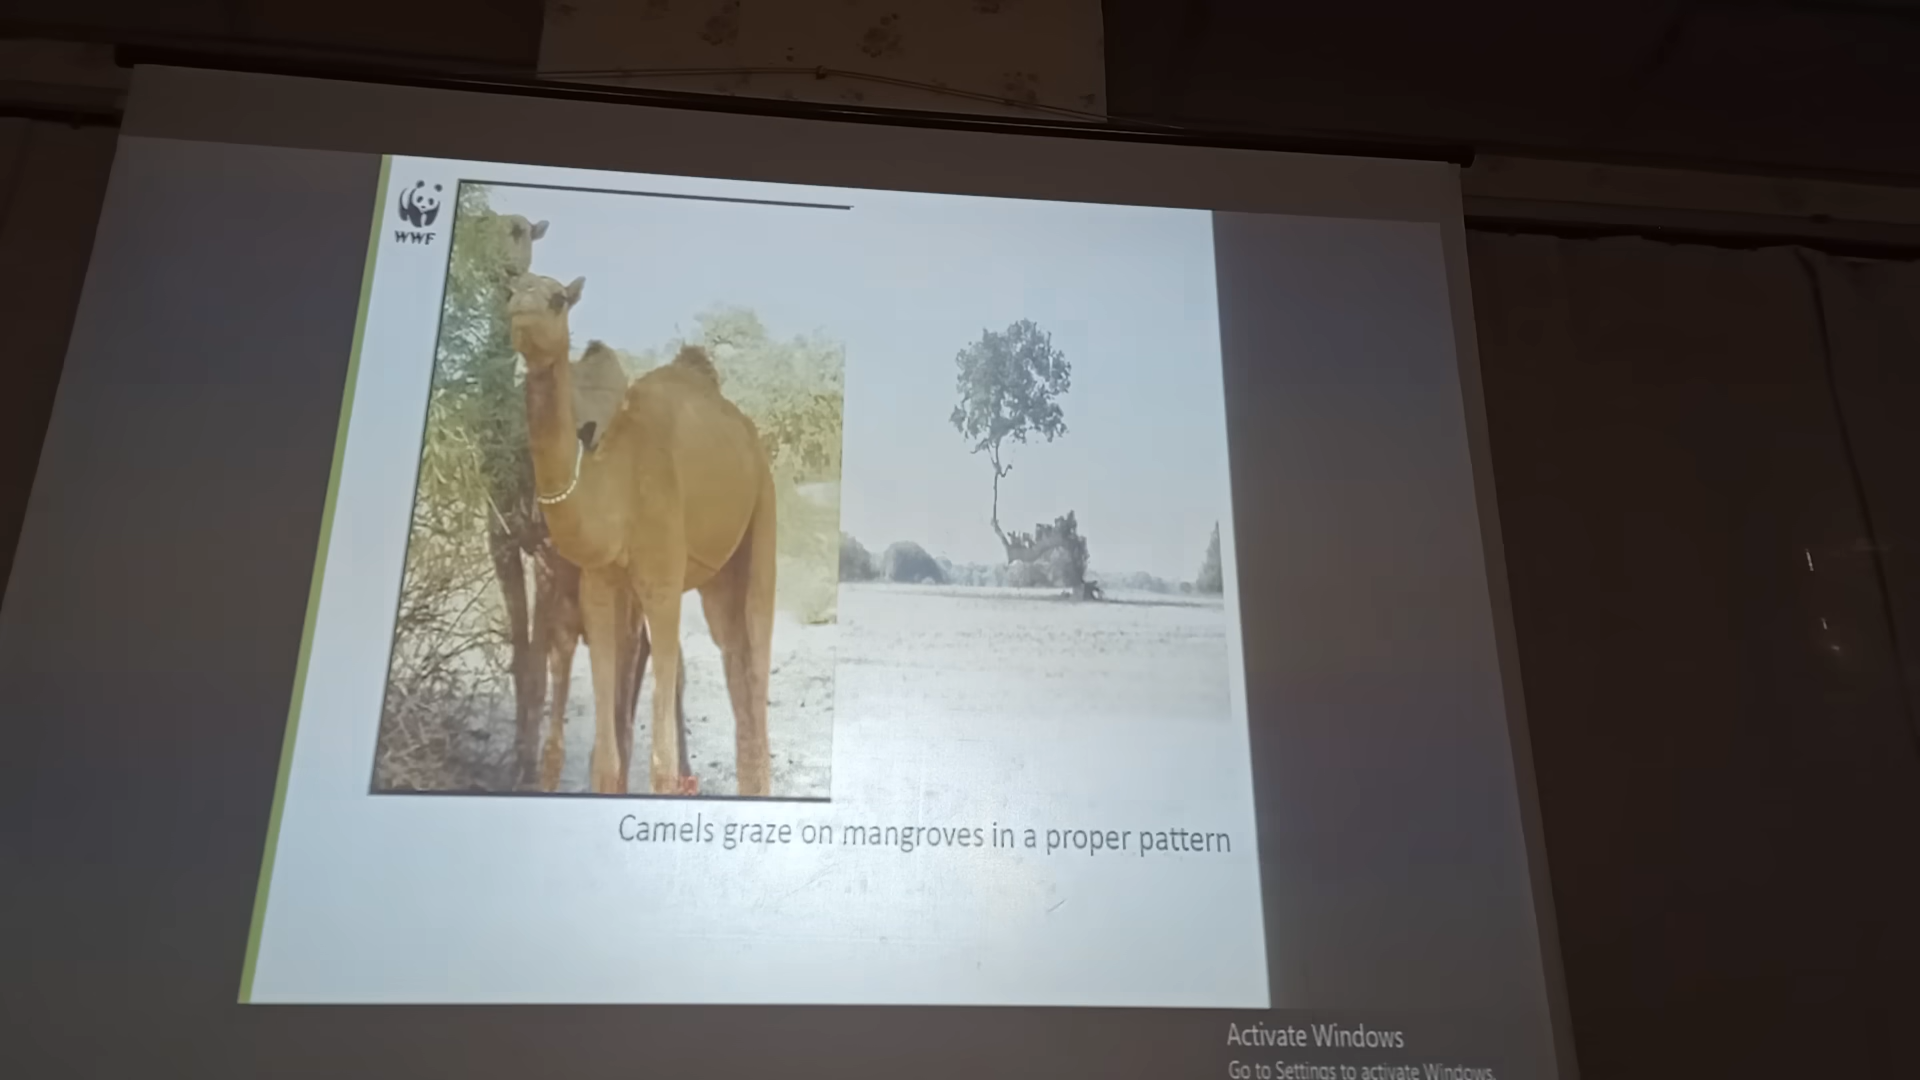 WWF
Camels graze on mangroves in a proper pattern
Activate Windows
Go to Settings to activate Windows.